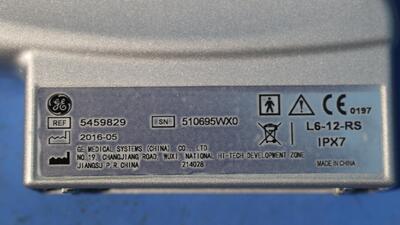 GE
REF 5459829 SN 510695WX0
2016-05
GE MEDICAL SYSTEMS (CHINA) CO., LTD
NO.19, CHANGJIANG ROAD, WUXI, NATIONAL HI-TECH DEVELOPMENT ZONE
JIANGSU P.R.CHINA 214028
CE 0197
L6-12-RS
IPX7
MADE IN CHINA